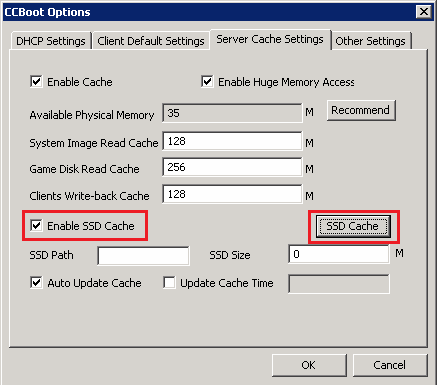 CCBoot Options
DHCP Settings Client Default Settings Server Cache Settings Other Settings
Enable Cache Enable Huge Memory Access
Available Physical Memory 35 M Recommend
System Image Read Cache 128 M
Game Disk Read Cache 256 M
Clients Write-back Cache 128 M
Enable SSD Cache SSD Cache
SSD Path SSD Size 0 M
Auto Update Cache Update Cache Time
OK Cancel